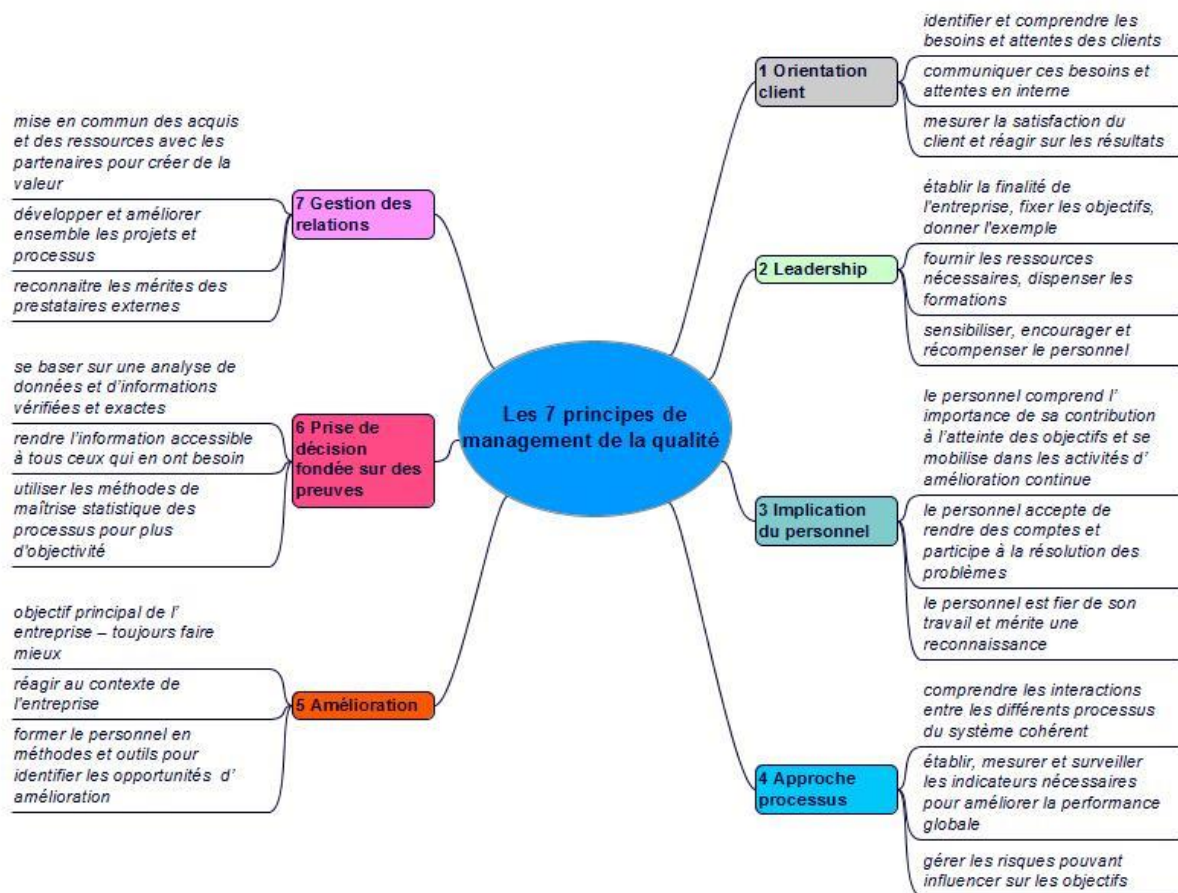 Les 7 principes de
management de la qualité
1 Orientation
client
identifier et comprendre les
besoins et attentes des clients
communiquer ces besoins et
attentes en interne
mesurer la satisfaction du
client et réagir sur les résultats
2 Leadership
établir la finalité de
l'entreprise, fixer les objectifs,
donner l'exemple
fournir les ressources
nécessaires, dispenser les
formations
sensibiliser, encourager et
récompenser le personnel
3 Implication
du personnel
le personnel comprend l'
importance de sa contribution
à l'atteinte des objectifs et se
mobilise dans les activités d'
amélioration continue
le personnel accepte de
rendre des comptes et
participe à la résolution des
problèmes
le personnel est fier de son
travail et mérite une
reconnaissance
4 Approche
processus
comprendre les interactions
entre les différents processus
du système cohérent
établir, mesurer et surveiller
les indicateurs nécessaires
pour améliorer la performance
globale
gérer les risques pouvant
influencer sur les objectifs
5 Amélioration
objectif principal de l'
entreprise – toujours faire
mieux
réagir au contexte de
l'entreprise
former le personnel en
méthodes et outils pour
identifier les opportunités d'
amélioration
6 Prise de
décision
fondée sur des
preuves
se baser sur une analyse de
données et d'informations
vérifiées et exactes
rendre l'information accessible
à tous ceux qui en ont besoin
utiliser les méthodes de
maîtrise statistique des
processus pour plus
d'objectivité
7 Gestion des
relations
mise en commun des acquis
et des ressources avec les
partenaires pour créer de la
valeur
développer et améliorer
ensemble les projets et
processus
reconnaitre les mérites des
prestataires externes